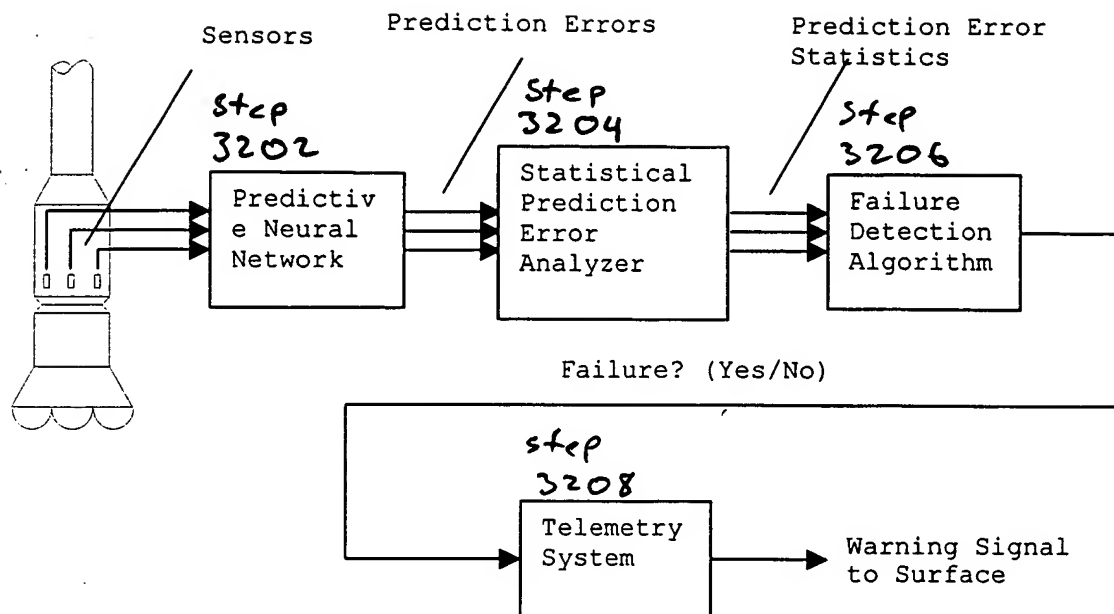 Sensors
Prediction Errors
Prediction Error
Statistics
step
3202
step
3204
step
3206
Predictiv
e Neural
Network
Statistical
Prediction
Error
Analyzer
Failure
Detection
Algorithm
Failure? (Yes/No)
step
3208
Telemetry
System
Warning Signal
to Surface